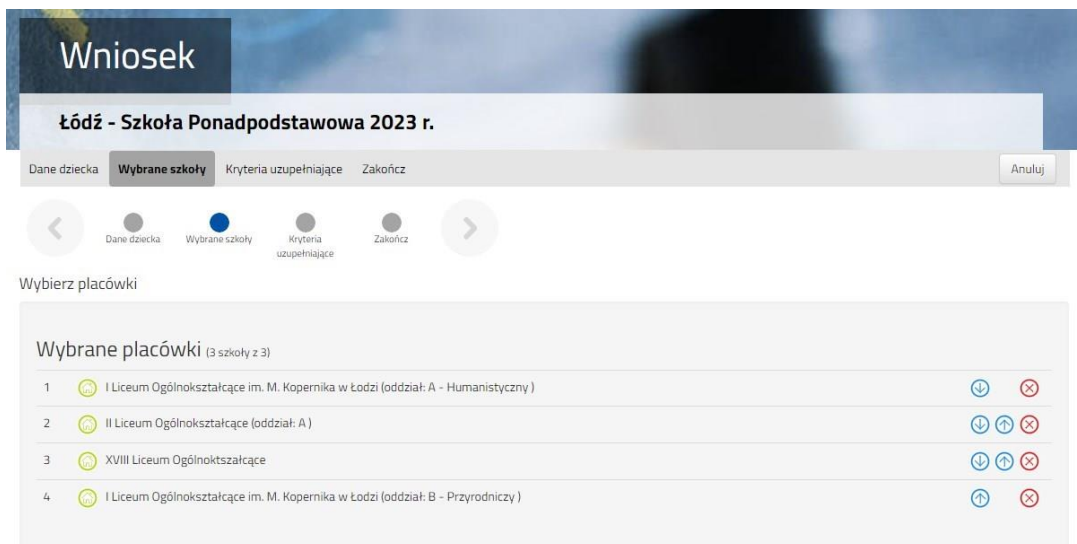 Wniosek
Łódź - Szkoła Ponadpodstawowa 2023 r.
Dane dziecka Wybrane szkoły Kryteria uzupełniające Zakończ Anuluj
Dane dziecka Wybrane szkoły Kryteria uzupełniające Zakończ
Wybierz placówki
Wybrane placówki (3 szkoły z 3)
1 I Liceum Ogólnokształcące im. M. Kopernika w Łodzi (oddział: A - Humanistyczny )
2 II Liceum Ogólnokształcące (oddział: A )
3 XVIII Liceum Ogólnoktszałcące
4 I Liceum Ogólnokształcące im. M. Kopernika w Łodzi (oddział: B - Przyrodniczy )